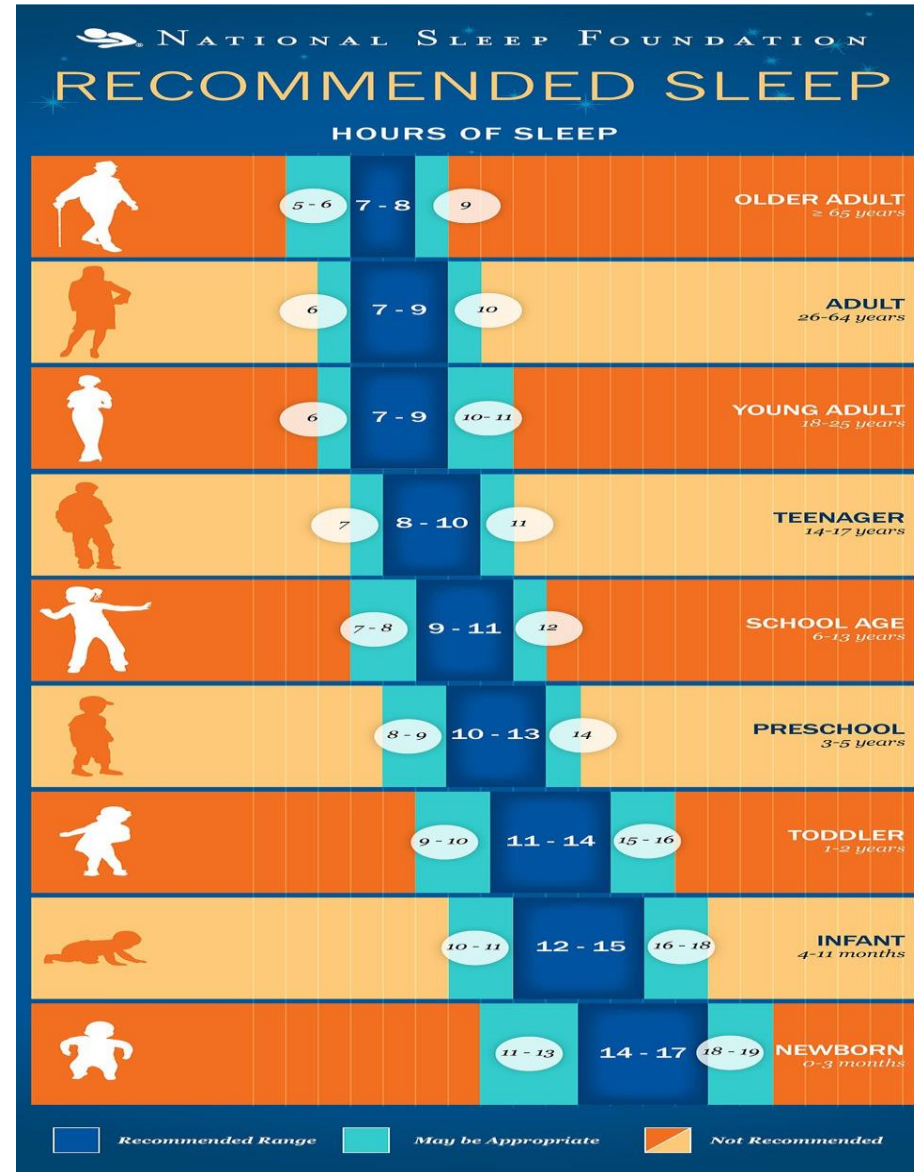 NATIONAL SLEEP FOUNDATION
RECOMMENDED SLEEP
HOURS OF SLEEP
5 - 6 7 - 8 9 OLDER ADULT
≥ 65 years
6 7 - 9 10 ADULT
26-64 years
6 7 - 9 10 - 11 YOUNG ADULT
18-25 years
7 8 - 10 11 TEENAGER
14-17 years
7 - 8 9 - 11 12 SCHOOL AGE
6-13 years
8 - 9 10 - 13 14 PRESCHOOL
3-5 years
9 - 10 11 - 14 15 - 16 TODDLER
1-2 years
10 - 11 12 - 15 16 - 18 INFANT
4-11 months
11 - 13 14 - 17 18 - 19 NEWBORN
0-3 months
Recommended Range May be Appropriate Not Recommended